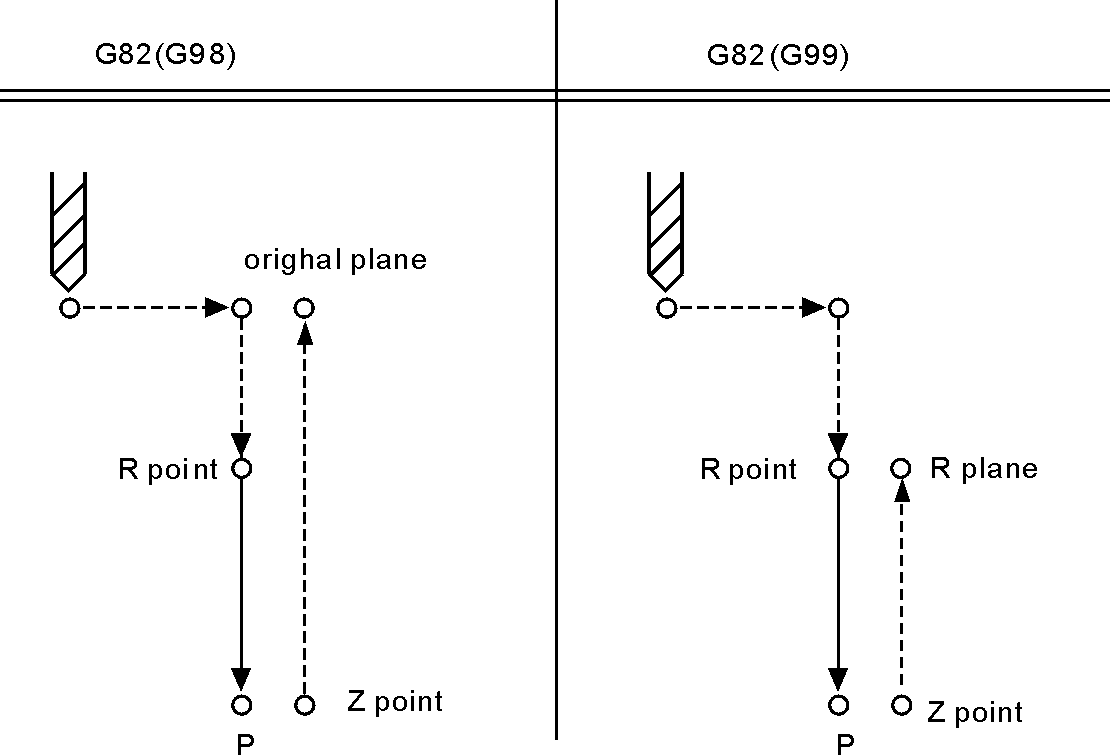 G82(G98)
G82(G99)
orighal plane
R point
R point
R plane
Z point
Z point
P
P